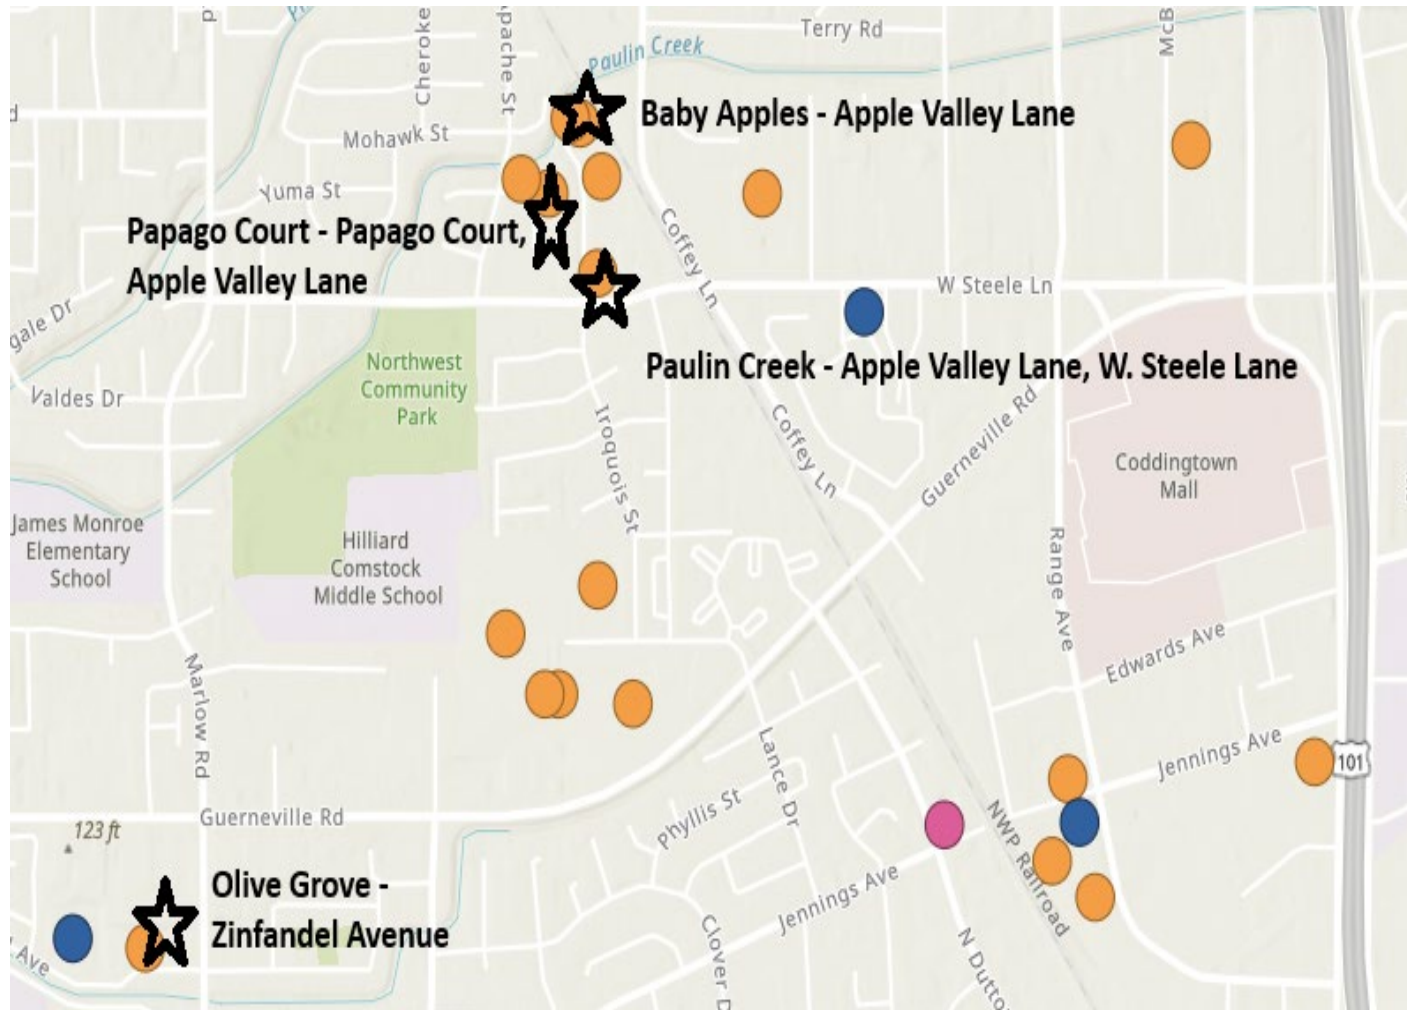 Terry Rd
Paulin Creek
Cheroke
pache St
McB
Baby Apples - Apple Valley Lane
Mohawk St
Yuma St
Papago Court - Papago Court,
Apple Valley Lane
Coffey Ln
W Steele Ln
gale Dr
Northwest
Community
Park
Paulin Creek - Apple Valley Lane, W. Steele Lane
Valdes Dr
Iroquois St
Coffey Ln
Guerneville Rd
Coddingtown
Mall
James Monroe
Elementary
School
Hilliard
Comstock
Middle School
Range Ave
Edwards Ave
Marlow Rd
Lance Dr
Jennings Ave
101
Guerneville Rd
Phyllis St
NWP Railroad
123 ft
Olive Grove -
Zinfandel Avenue
Jennings Ave
Clover D
N Dutto
Ave